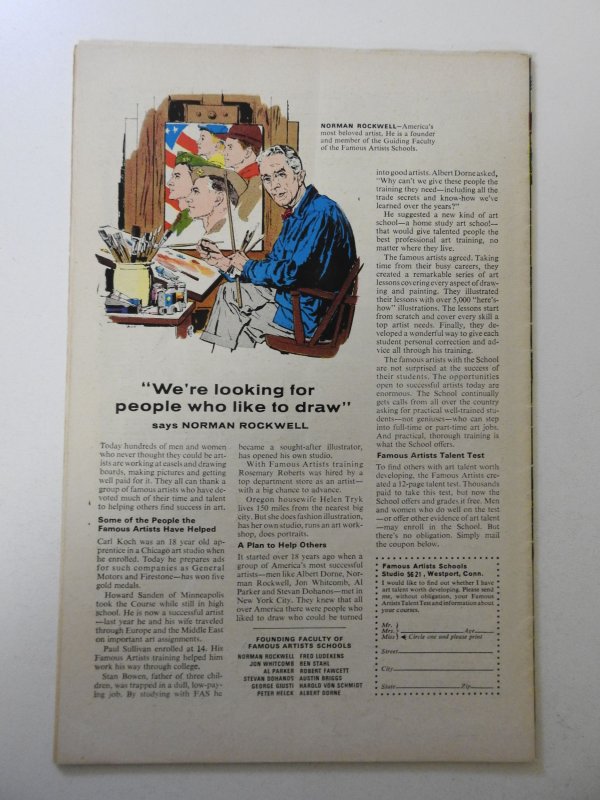 NORMAN ROCKWELL—America's
most beloved artist. He is a founder
and member of the Guiding Faculty
of the Famous Artists Schools.
"We're looking for
people who like to draw"
says NORMAN ROCKWELL
Today hundreds of men and women
who never thought they could be art-
ists are working at easels and drawing
boards, making pictures and getting
well paid for it. They all can thank a
group of famous artists who have de-
voted much of their time and talent
to helping others find success in art.
Some of the People the
Famous Artists Have Helped
Carl Koch was an 18 year old ap-
prentice in a Chicago art studio when
he enrolled. Today he prepares ads
for such companies as General
Motors and Firestone—has won five
gold medals.
Howard Sanden of Minneapolis
took the Course while still in high
school. He is now a successful artist
—last year he and his wife traveled
through Europe and the Middle East
on important art assignments.
Paul Sullivan enrolled at 14. His
Famous Artists training helped him
work his way through college.
Stan Bowen, father of three chil-
dren, was trapped in a dull, low-pay-
ing job. By studying with FAS he
became a sought-after illustrator,
has opened his own studio.
With Famous Artists training
Rosemary Roberts was hired by a
top department store as an artist—
with a big chance to advance.
Oregon housewife Helen Tryk
lives 150 miles from the nearest big
city. But she does fashion illustration,
has her own studio, runs an art work-
shop, does portraits.
A Plan to Help Others
It started over 18 years ago when a
group of America's most successful
artists—men like Albert Dorne, Nor-
man Rockwell, Jon Whitcomb, Al
Parker and Stevan Dohanos—met in
New York City. They knew that all
over America there were people who
liked to draw who could be turned
FOUNDING FACULTY OF
FAMOUS ARTISTS SCHOOLS
NORMAN ROCKWELL FRED LUDEKENS
JON WHITCOMB BEN STAHL
AL PARKER ROBERT FAWCETT
STEVAN DOHANOS AUSTIN BRIGGS
GEORGE GIUSTI HAROLD VON SCHMIDT
PETER HELCK ALBERT DORNE
into good artists. Albert Dorne asked,
"Why can't we give these people the
training they need—including all the
trade secrets and know-how we've
learned over the years?"
He suggested a new kind of art
school—a home study art school—
that would give talented people the
best professional art training, no
matter where they live.
The famous artists agreed. Taking
time from their busy careers, they
created a remarkable series of art
lessons covering every aspect of draw-
ing and painting. They illustrated
their lessons with over 5,000 "here's-
how" illustrations. The lessons start
from scratch and cover every skill a
top artist needs. Finally, they de-
veloped a wonderful way to give each
student personal correction and ad-
vice all through his training.
The famous artists with the School
are not surprised at the success of
their students. The opportunities
open to successful artists today are
enormous. The School continually
gets calls from all over the country
asking for practical well-trained stu-
dents—not geniuses—who can step
into full-time or part-time art jobs.
And practical, thorough training is
what the School offers.
Famous Artists Talent Test
To find others with art talent worth
developing, the Famous Artists cre-
ated a 12-page talent test. Thousands
paid to take this test, but now the
School offers and grades it free. Men
and women who do well on the test
—or offer other evidence of art talent
—may enroll in the School. But
there's no obligation. Simply mail
the coupon below.
Famous Artists Schools
Studio 5621, Westport, Conn.
I would like to find out whether I have
art talent worth developing. Please send
me, without obligation, your Famous
Artists Talent Test and information about
your courses.
Mr.
Mrs. Age
Miss Circle one and please print
Street
City
State Zip